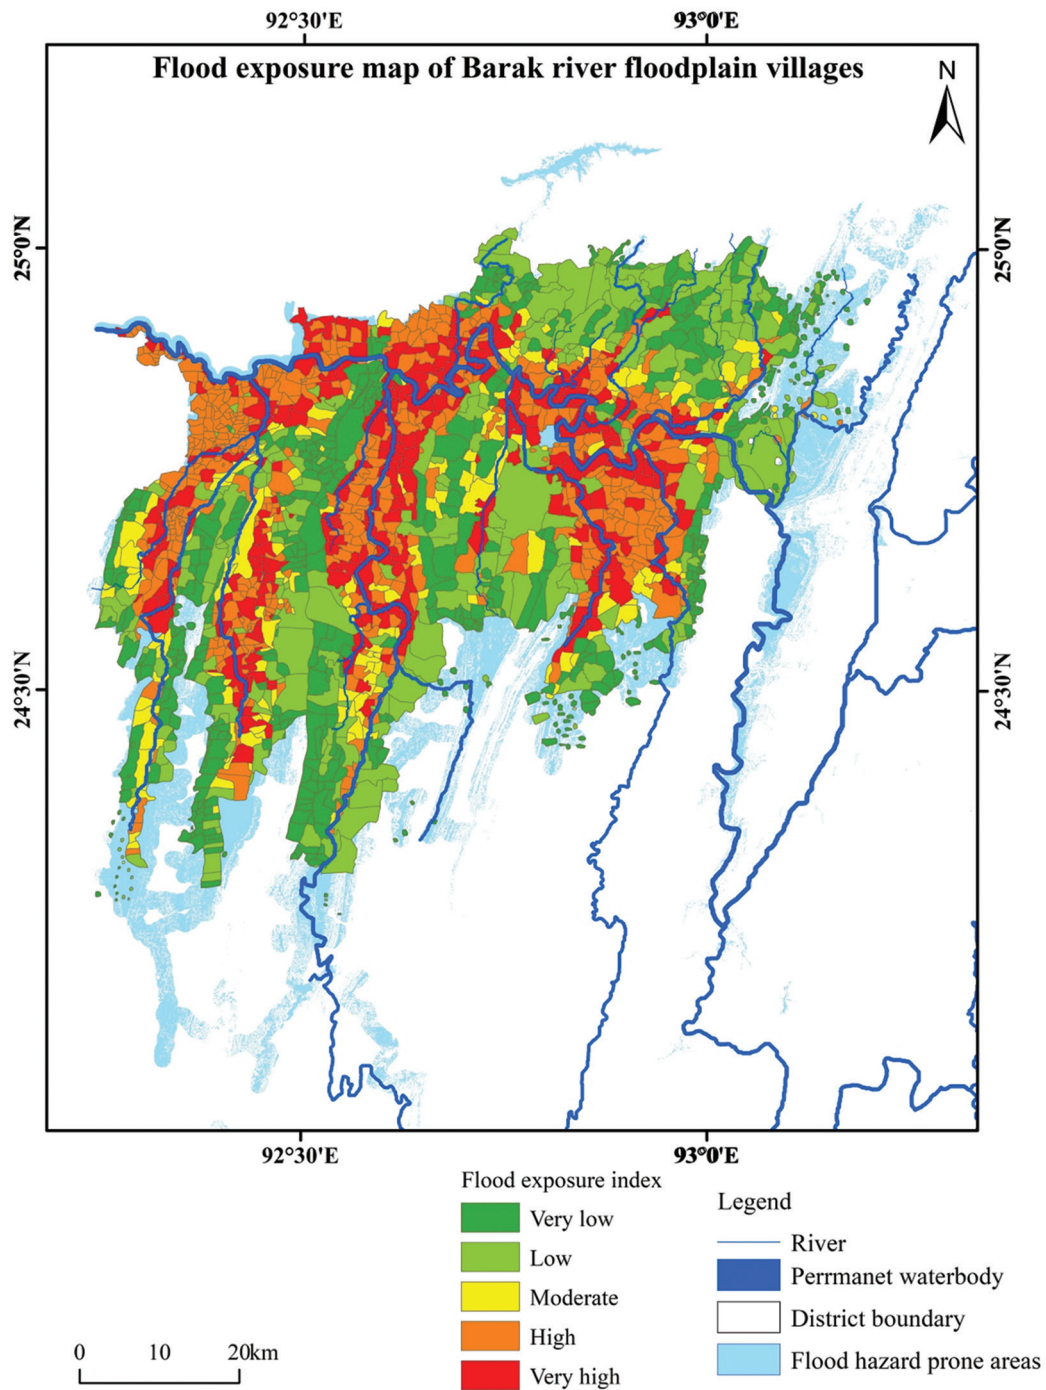 92°30'E 93°0'E
Flood exposure map of Barak river floodplain villages
N
25°0'N 25°0'N
24°30'N 24°30'N
92°30'E 93°0'E
Flood exposure index
Very low
Low
Moderate
High
Very high
Legend
River
Perrmanet waterbody
District boundary
Flood hazard prone areas
0 10 20km